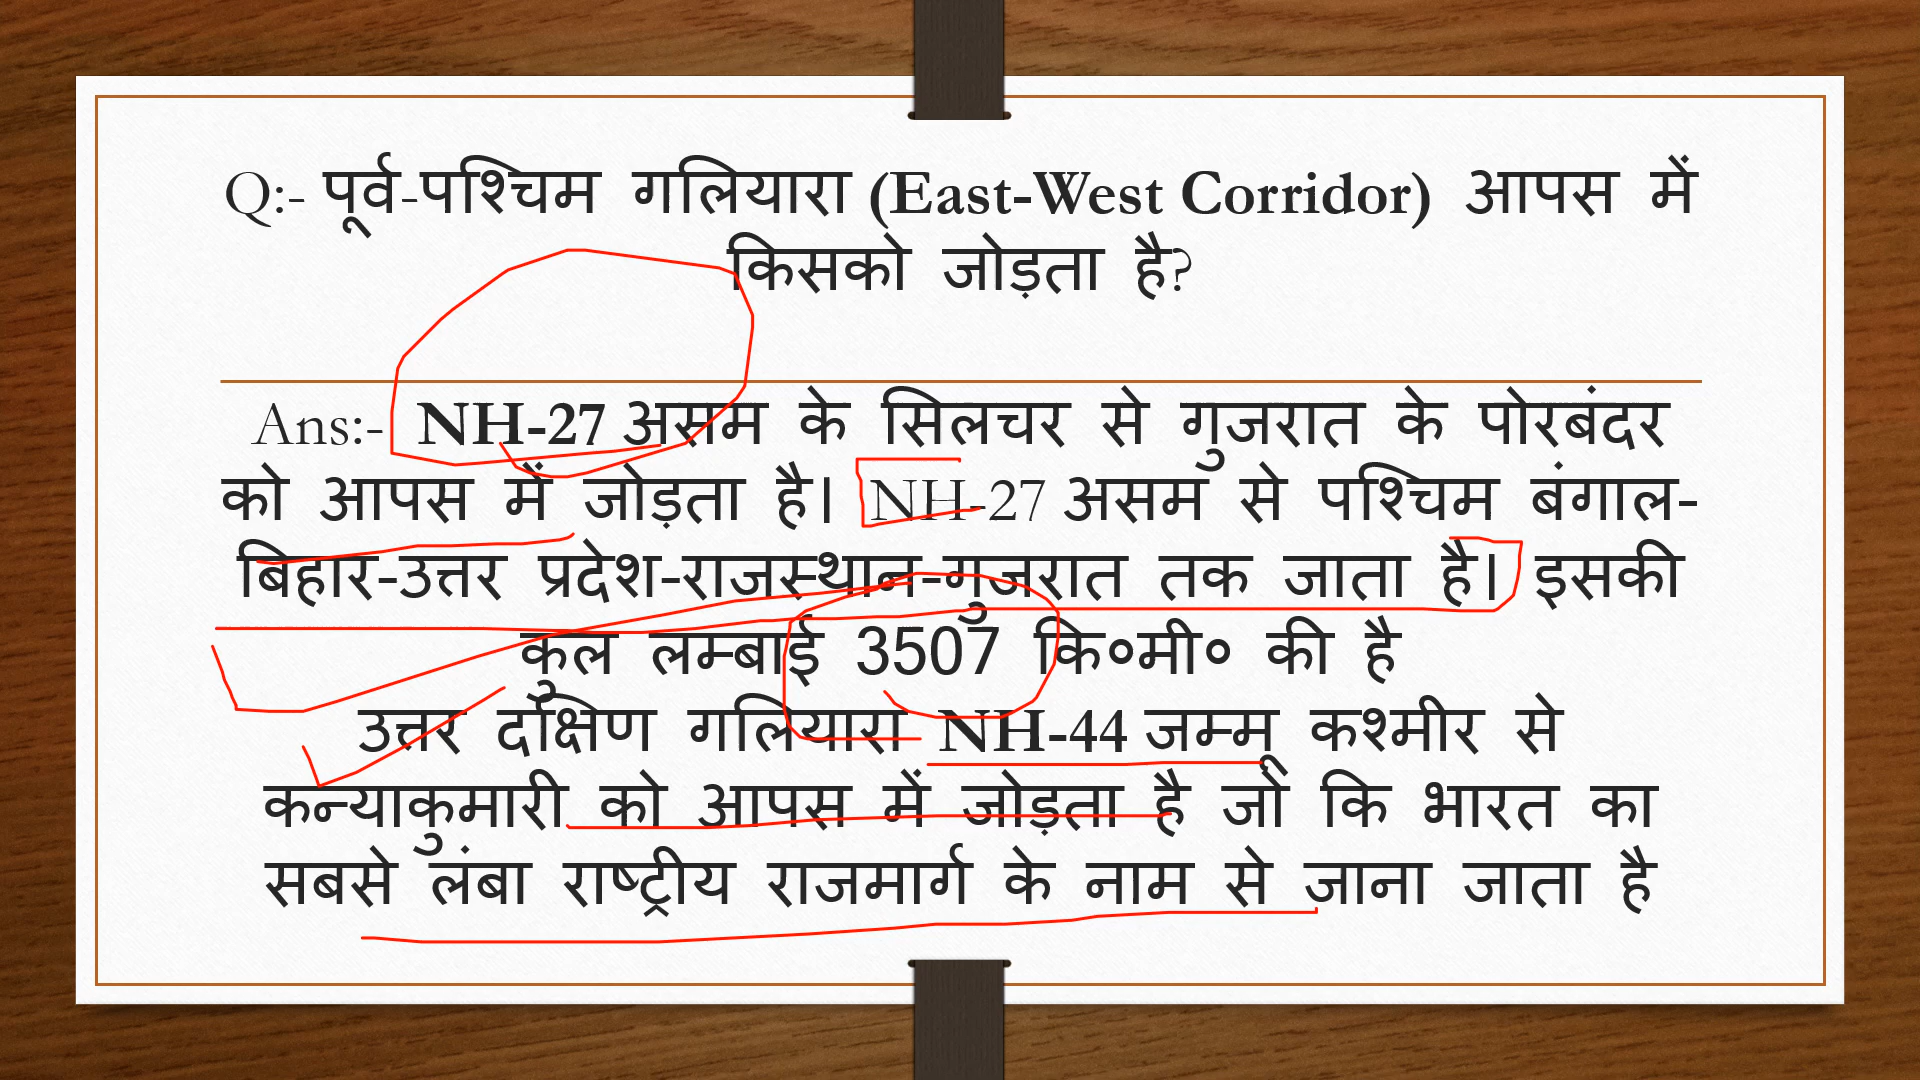 Q:- पूर्व-पश्चिम गलियारा (East-West Corridor) आपस में
किसको जोड़ता है?
Ans:- NH-27 असम के सिलचर से गुजरात के पोरबंदर
को आपस में जोड़ता है। NH-27 असम से पश्चिम बंगाल-
बिहार-उत्तर प्रदेश-राजस्थान-गुजरात तक जाता है। इसकी
कुल लम्बाई 3507 कि०मी० की है
उत्तर दक्षिण गलियारा NH-44 जम्मू कश्मीर से
कन्याकुमारी को आपस में जोड़ता है जो कि भारत का
सबसे लंबा राष्ट्रीय राजमार्ग के नाम से जाना जाता है